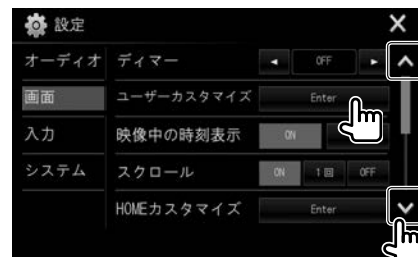 設定
オーディオ ディマー OFF
画面 ユーザーカスタマイズ Enter
入力 映像中の時刻表示 ON
システム スクロール ON 1回 OFF
HOMEカスタマイズ Enter